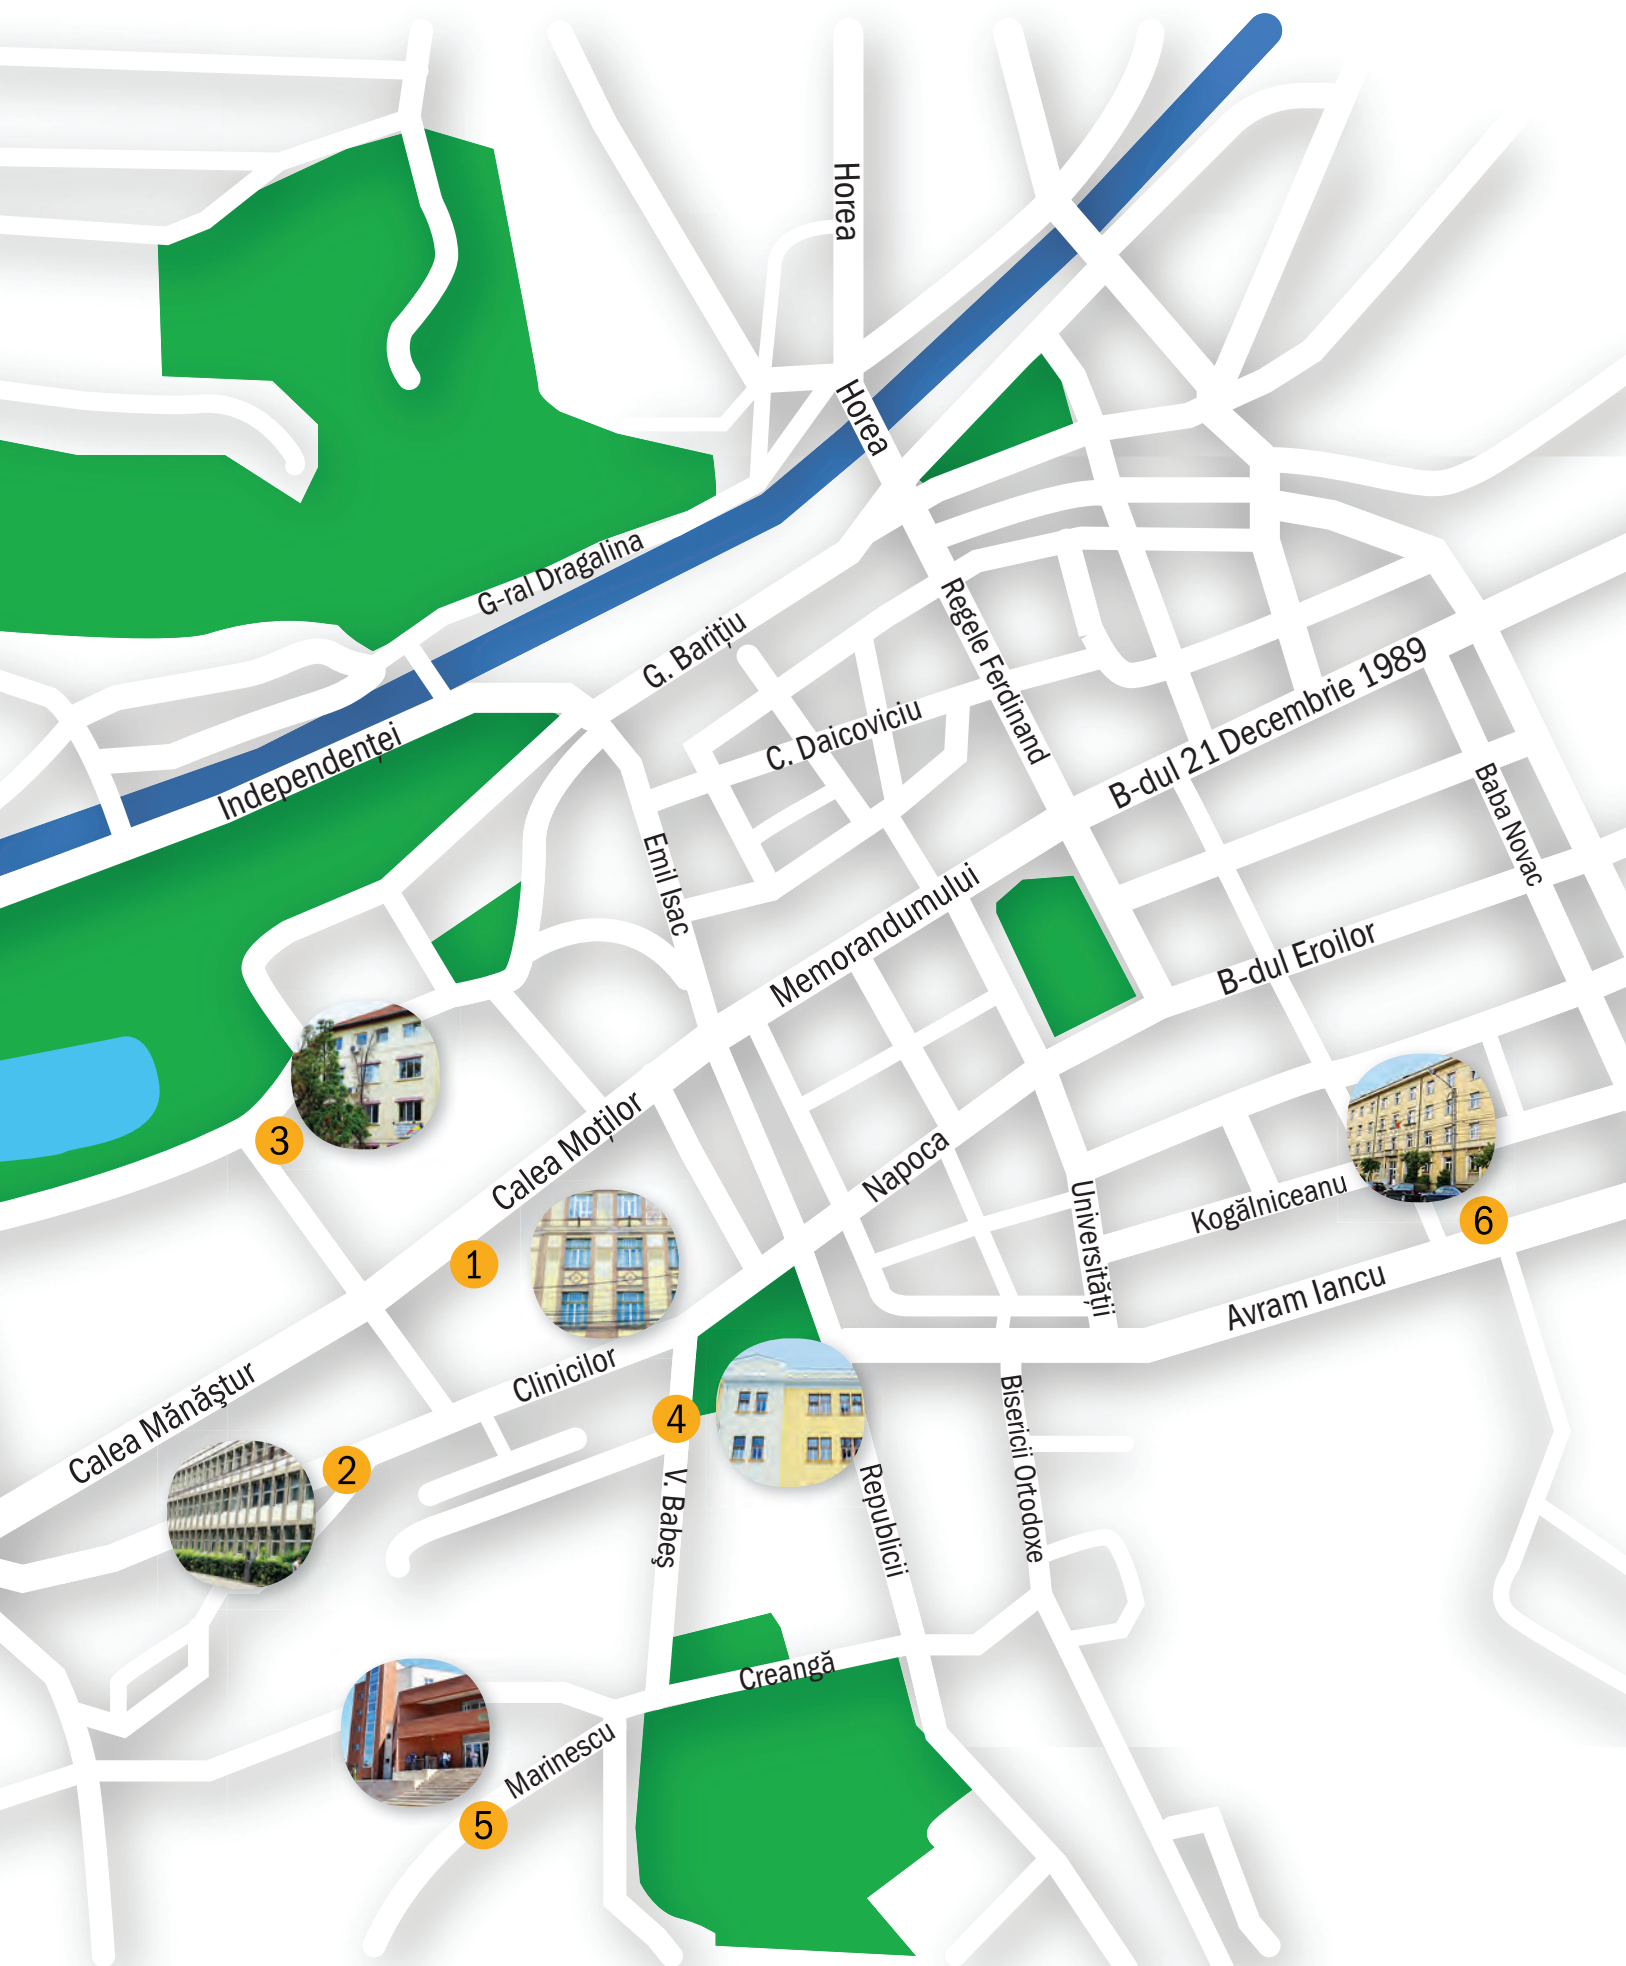 Horea
Horea
G-ral Dragalina
G. Barițiu
Regele Ferdinand
B-dul 21 Decembrie 1989
C. Daicoviciu
Independenței
Baba Novac
Emil Isac
Memorandumului
B-dul Eroilor
3
Calea Moților
Napoca
Universității
Kogălniceanu
6
1
Avram Iancu
Clinicilor
Calea Mănăştur
4
2
V. Babeş
Republicii
Bisericii Ortodoxe
Creangă
Marinescu
5